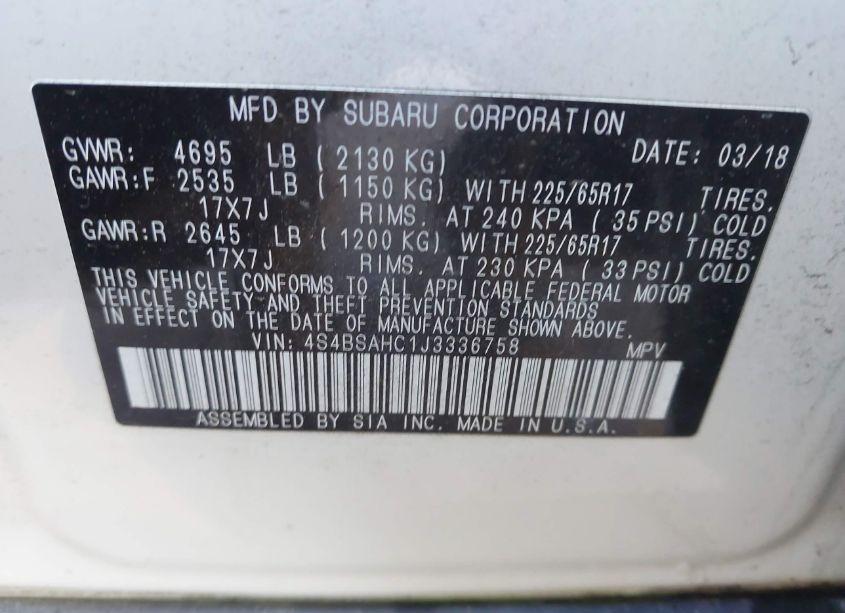 MFD BY SUBARU CORPORATION
GVWR: 4695 LB ( 2130 KG) DATE: 03/18
GAWR:F 2535 LB ( 1150 KG) WITH 225/65R17 TIRES.
17X7J RIMS. AT 240 KPA ( 35 PSI) COLD
GAWR:R 2645 LB ( 1200 KG) WITH 225/65R17 TIRES.
17X7J RIMS. AT 230 KPA ( 33 PSI) COLD
THIS VEHICLE CONFORMS TO ALL APPLICABLE FEDERAL MOTOR
VEHICLE SAFETY AND THEFT PREVENTION STANDARDS
IN EFFECT ON THE DATE OF MANUFACTURE SHOWN ABOVE.
VIN: 4S4BSAHC1J3336758 MPV
ASSEMBLED BY SIA INC. MADE IN U.S.A.